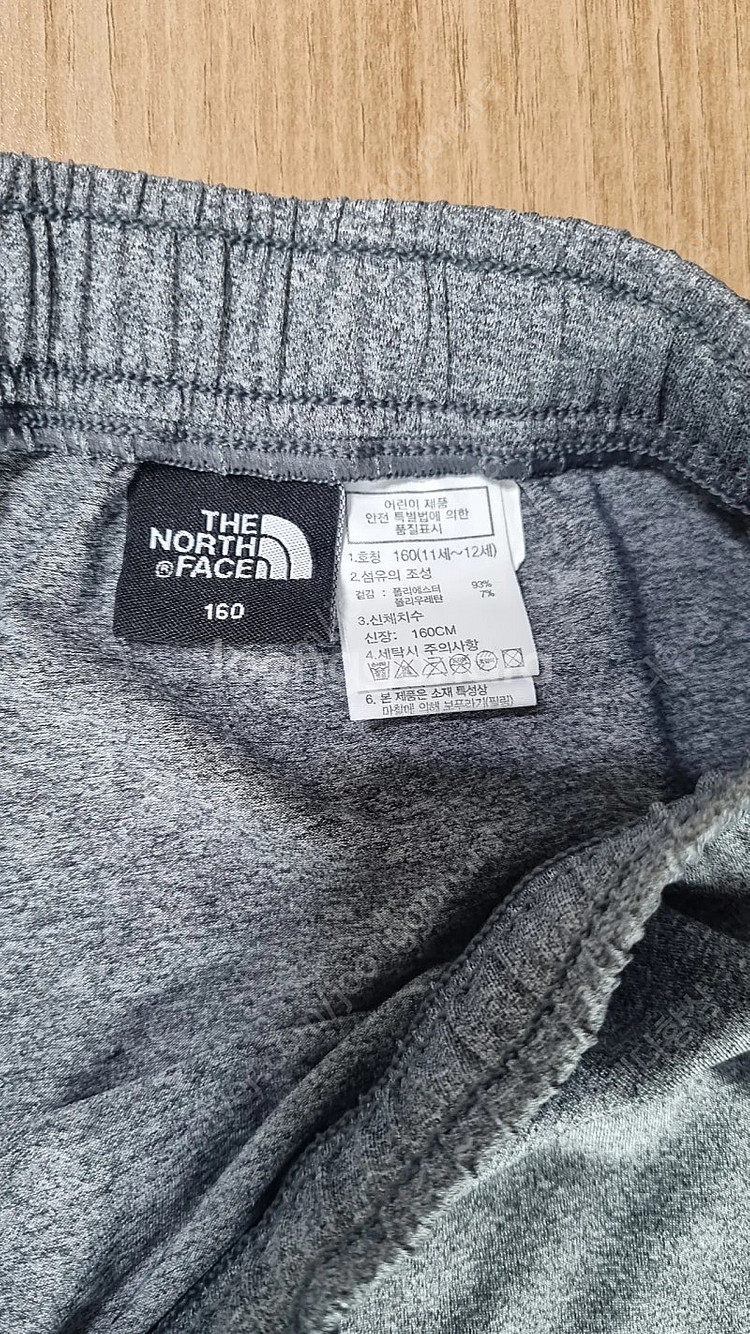 THE
NORTH
FACE
®
160
어린이 제품
안전 특별법에 의한
품질표시
1.호칭 160(11세~12세)
2.섬유의 조성
겉감 : 폴리에스터 93%
폴리우레탄 7%
3.신체치수
신장: 160CM
4.세탁시 주의사항
6. 본 제품은 소재 특성상
마찰에 의해 보푸라기(필링)